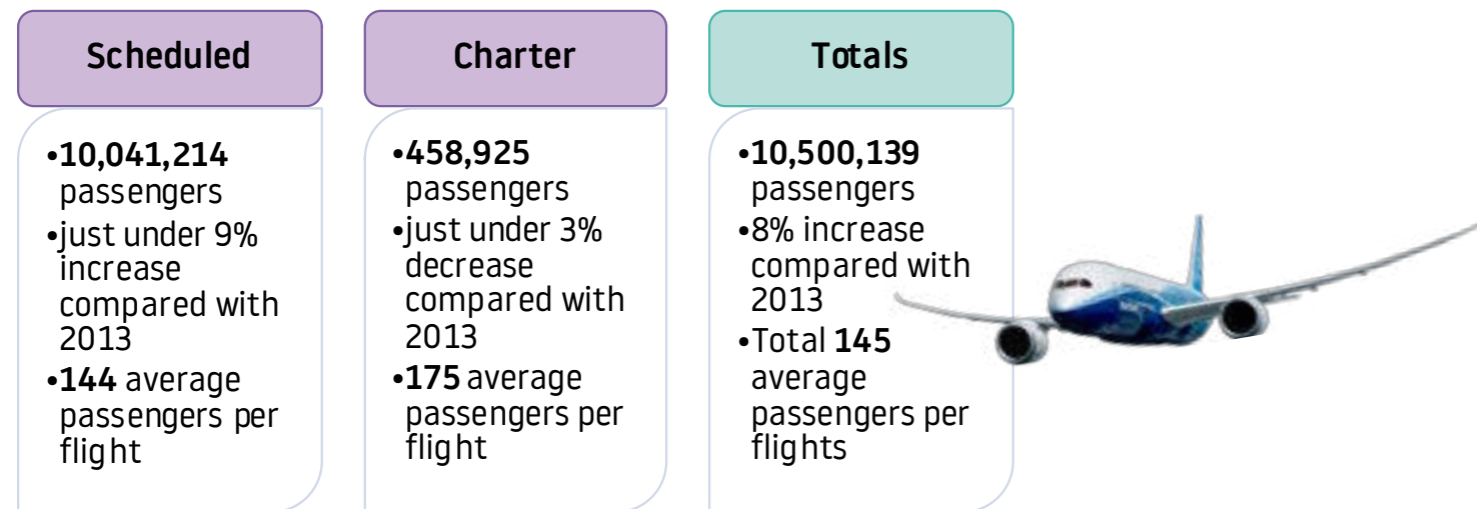 Scheduled
•10,041,214
passengers
•just under 9%
increase
compared with
2013
•144 average
passengers per
flight
Charter
•458,925
passengers
•just under 3%
decrease
compared with
2013
•175 average
passengers per
flight
Totals
•10,500,139
passengers
•8% increase
compared with
2013
•Total 145
average
passengers per
flights